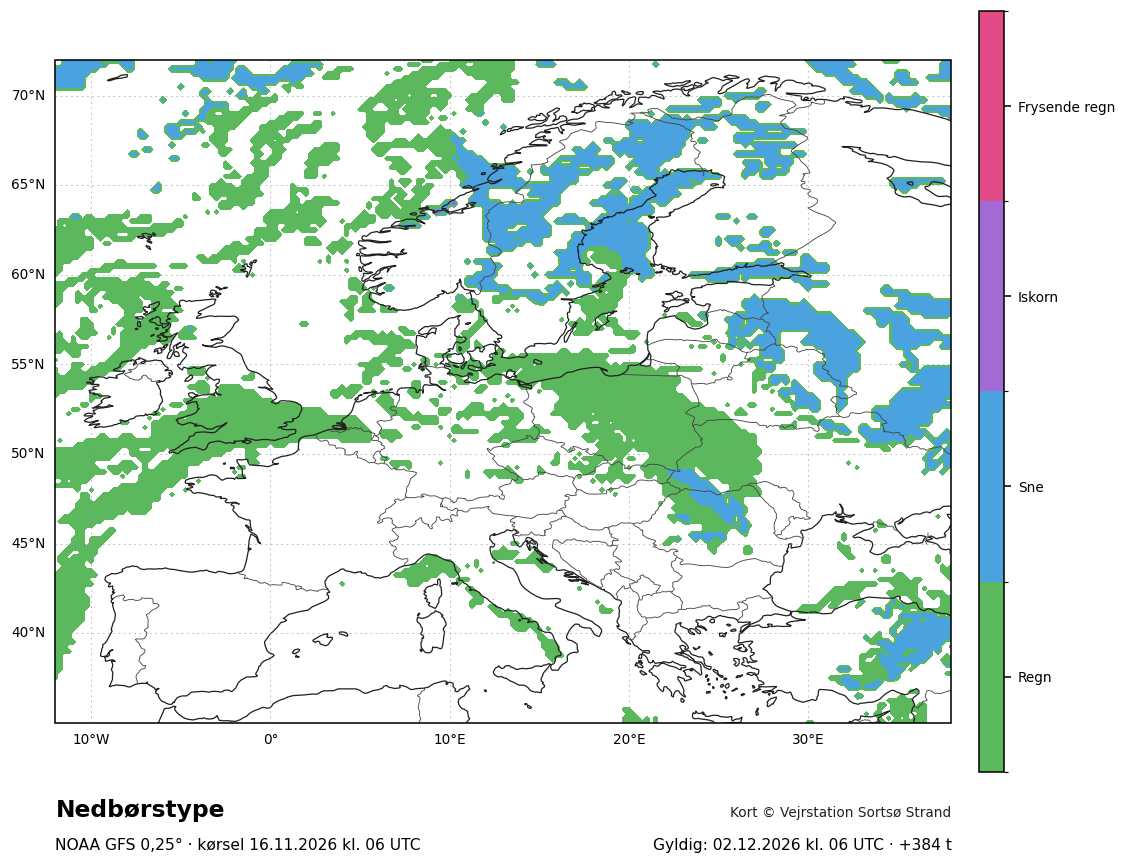 Frysende regn
Iskorn
Sne
Regn
70°N
65°N
60°N
55°N
50°N
45°N
40°N
10°W
0°
10°E
20°E
30°E
Nedbørstype
Kort © Vejrstation Sortsø Strand
NOAA GFS 0,25° · kørsel 16.11.2026 kl. 06 UTC
Gyldig: 02.12.2026 kl. 06 UTC · +384 t